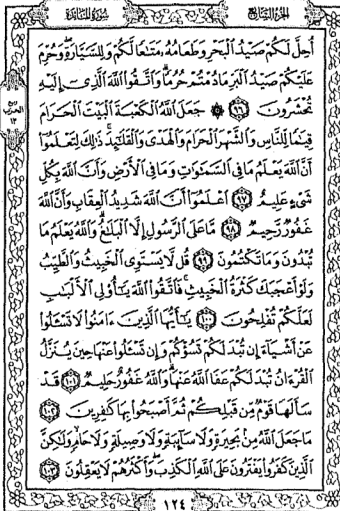 الجزء السابع سورة المائدة
أُحِلَّ لَكُمْ صَيْدُ ٱلْبَحْرِ وَطَعَامُهُۥ مَتَٰعًا لَّكُمْ وَلِلسَّيَّارَةِ وَحُرِّمَ
عَلَيْكُمْ صَيْدُ ٱلْبَرِّ مَا دُمْتُمْ حُرُمًا وَٱتَّقُوا۟ ٱللَّهَ ٱلَّذِىٓ إِلَيْهِ
تُحْشَرُونَ ٩٦ ۞ جَعَلَ ٱللَّهُ ٱلْكَعْبَةَ ٱلْبَيْتَ ٱلْحَرَامَ
قِيَٰمًا لِّلنَّاسِ وَٱلشَّهْرَ ٱلْحَرَامَ وَٱلْهَدْىَ وَٱلْقَلَٰٓئِدَ ذَٰلِكَ لِتَعْلَمُوٓا۟
أَنَّ ٱللَّهَ يَعْلَمُ مَا فِى ٱلسَّمَٰوَٰتِ وَمَا فِى ٱلْأَرْضِ وَأَنَّ ٱللَّهَ بِكُلِّ
شَىْءٍ عَلِيمٌ ٩٧ ٱعْلَمُوٓا۟ أَنَّ ٱللَّهَ شَدِيدُ ٱلْعِقَابِ وَأَنَّ ٱللَّهَ
غَفُورٌ رَّحِيمٌ ٩٨ مَّا عَلَى ٱلرَّسُولِ إِلَّا ٱلْبَلَٰغُ وَٱللَّهُ يَعْلَمُ مَا
تُبْدُونَ وَمَا تَكْتُمُونَ ٩٩ قُل لَّا يَسْتَوِى ٱلْخَبِيثُ وَٱلطَّيِّبُ
وَلَوْ أَعْجَبَكَ كَثْرَةُ ٱلْخَبِيثِ فَٱتَّقُوا۟ ٱللَّهَ يَٰٓأُو۟لِى ٱلْأَلْبَٰبِ
لَعَلَّكُمْ تُفْلِحُونَ ١٠٠ يَٰٓأَيُّهَا ٱلَّذِينَ ءَامَنُوا۟ لَا تَسْـَٔلُوا۟
عَنْ أَشْيَآءَ إِن تُبْدَ لَكُمْ تَسُؤْكُمْ وَإِن تَسْـَٔلُوا۟ عَنْهَا حِينَ يُنَزَّلُ
ٱلْقُرْءَانُ تُبْدَ لَكُمْ عَفَا ٱللَّهُ عَنْهَا وَٱللَّهُ غَفُورٌ حَلِيمٌ ١٠١ قَدْ
سَأَلَهَا قَوْمٌ مِّن قَبْلِكُمْ ثُمَّ أَصْبَحُوا۟ بِهَا كَٰفِرِينَ ١٠٢
مَا جَعَلَ ٱللَّهُ مِنۢ بَحِيرَةٍ وَلَا سَآئِبَةٍ وَلَا وَصِيلَةٍ وَلَا حَامٍ وَلَٰكِنَّ
ٱلَّذِينَ كَفَرُوا۟ يَفْتَرُونَ عَلَى ٱللَّهِ ٱلْكَذِبَ وَأَكْثَرُهُمْ لَا يَعْقِلُونَ ١٠٣
١٢٤
ربع
الحزب
١٣